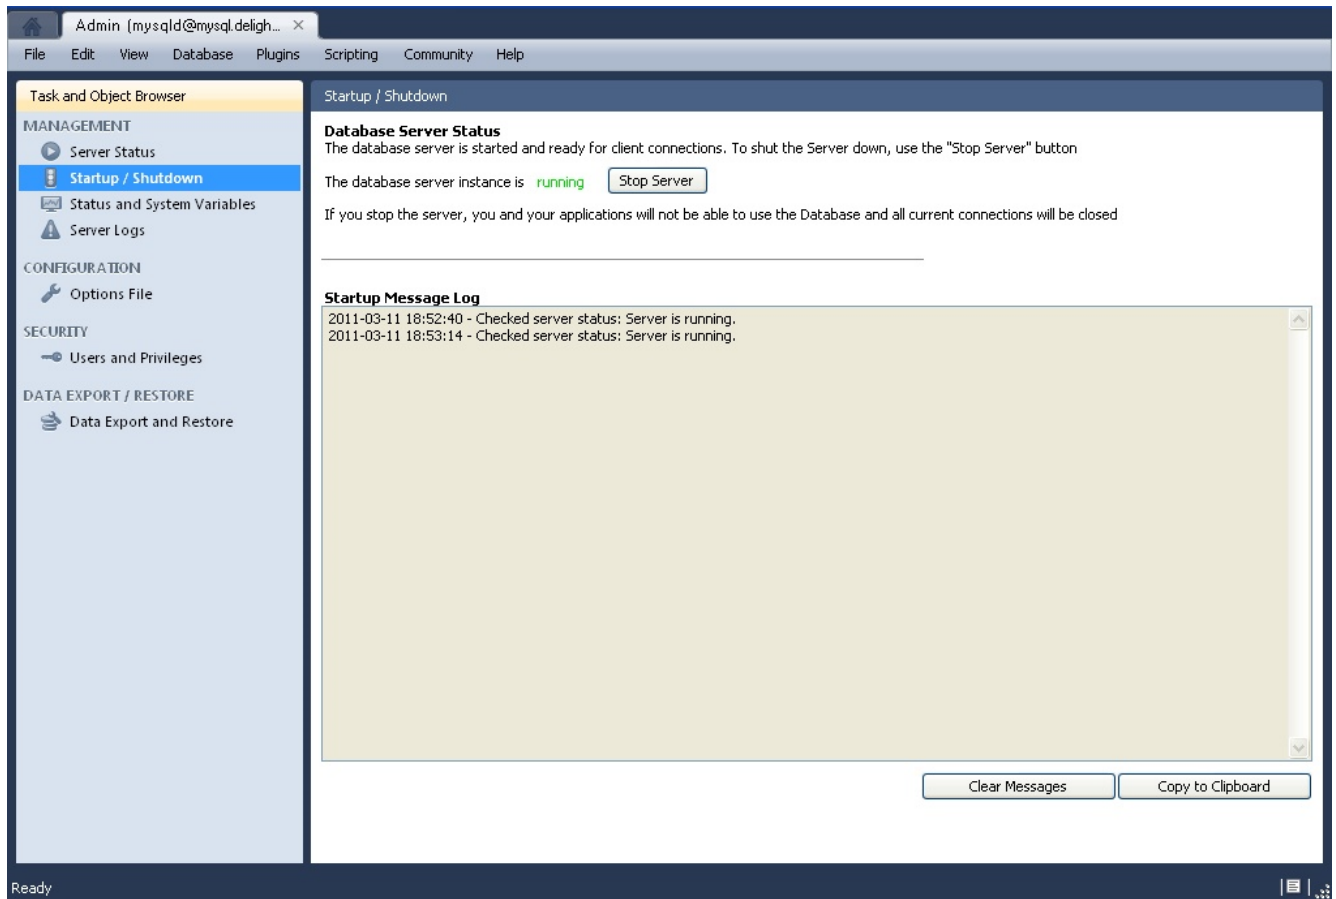 Admin (mysqld@mysql.deligh...
File Edit View Database Plugins Scripting Community Help
Task and Object Browser
MANAGEMENT
Server Status
Startup / Shutdown
Status and System Variables
Server Logs
CONFIGURATION
Options File
SECURITY
Users and Privileges
DATA EXPORT / RESTORE
Data Export and Restore
Startup / Shutdown
Database Server Status
The database server is started and ready for client connections. To shut the Server down, use the "Stop Server" button
The database server instance is running Stop Server
If you stop the server, you and your applications will not be able to use the Database and all current connections will be closed
Startup Message Log
2011-03-11 18:52:40 - Checked server status: Server is running.
2011-03-11 18:53:14 - Checked server status: Server is running.
Clear Messages Copy to Clipboard
Ready